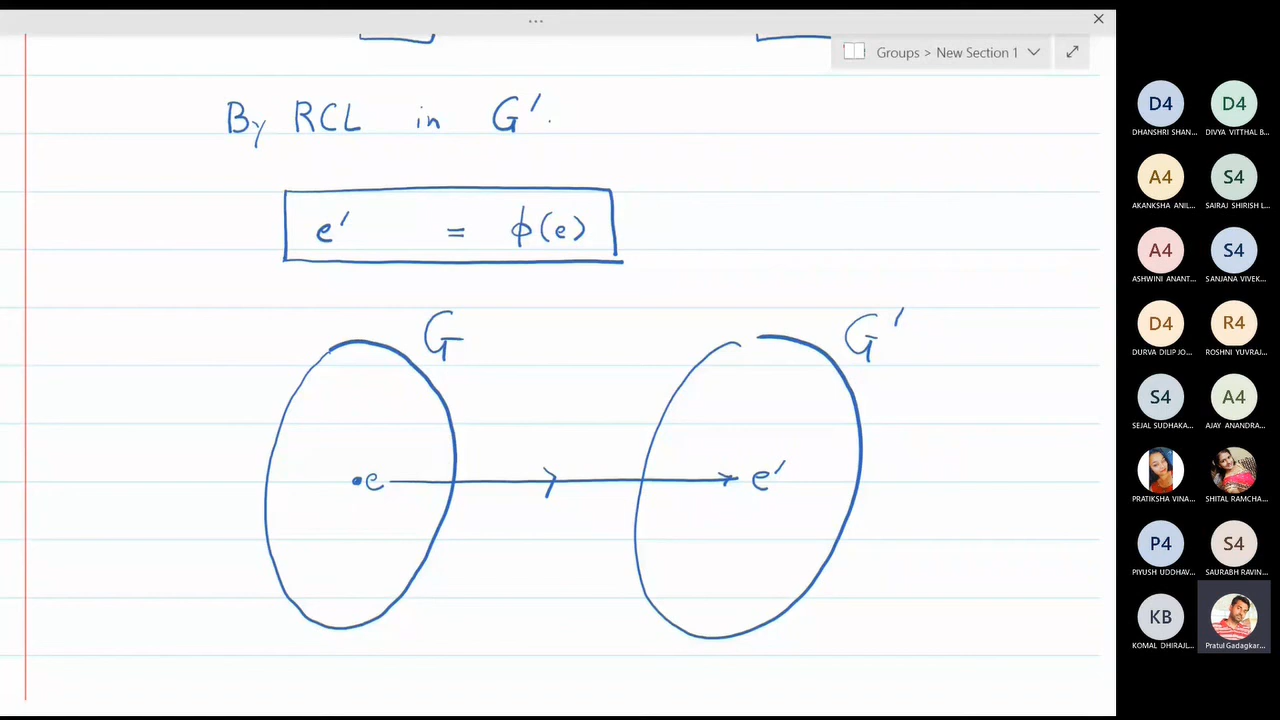 Groups > New Section 1
By RCL in G'.
e' = ϕ(e)
G G'
e e'
D4 D4
DHANSHRI SHAN... DIVYA VITTHAL B...
A4 S4
AKANKSHA ANIL... SAIRAJ SHIRISH L...
A4 S4
ASHWINI ANANT... SANJANA VIVEK...
D4 R4
DURVA DILIP JO... ROSHNI YUVRAJ...
S4 A4
SEJAL SUDHAKA... AJAY ANANDRA...
PRATIKSHA VINA... SHITAL RAMCHA...
P4 S4
PIYUSH UDDHAV... SAURABH RAVIN...
KB
KOMAL DHIRAJL... Pratul Gadagkar...